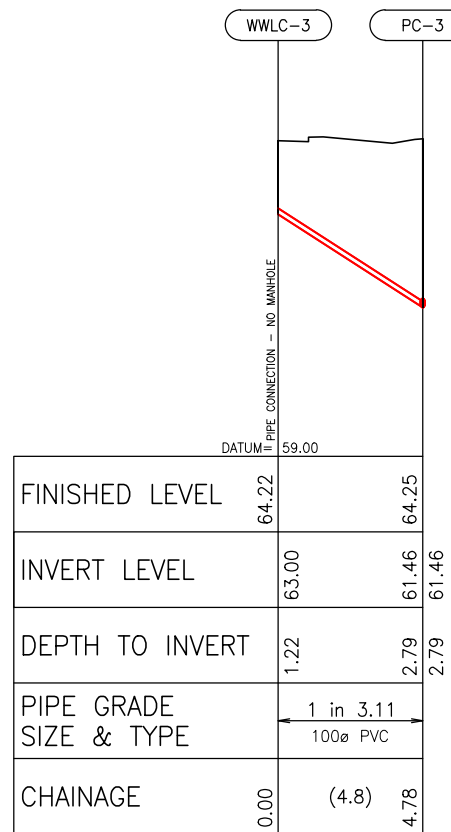 WWLC-3
PC-3
PIPE CONNECTION - NO MANHOLE
DATUM= 59.00
FINISHED LEVEL 64.22 64.25
INVERT LEVEL 63.00 61.46 61.46
DEPTH TO INVERT 1.22 2.79 2.79
PIPE GRADE 1 in 3.11
SIZE & TYPE 100ø PVC
CHAINAGE 0.00 (4.8) 4.78